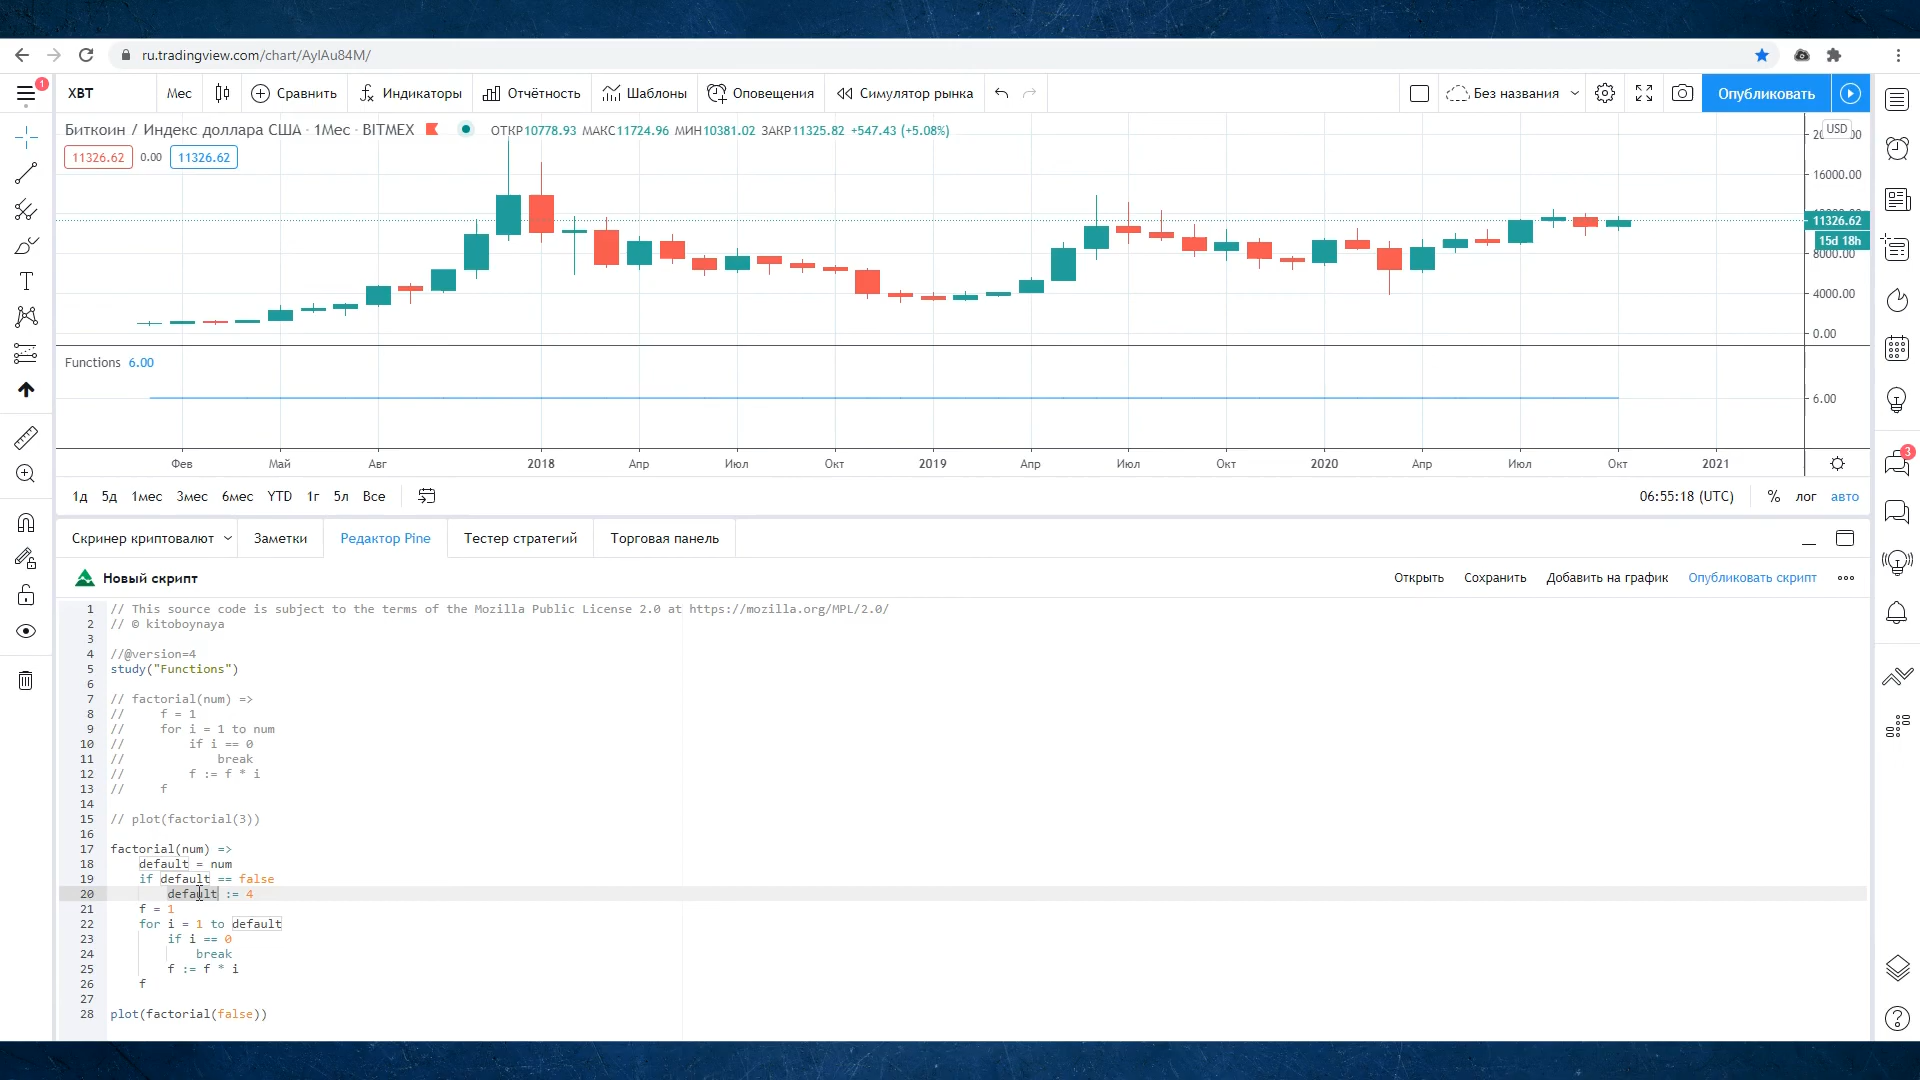 ru.tradingview.com/chart/AylAu84M/
1
XBT
Мес
Сравнить
Индикаторы
Отчётность
Шаблоны
Оповещения
Симулятор рынка
Без названия
Опубликовать
Биткоин / Индекс доллара США · 1Мес · BITMEX
ОТКР10778.93 МАКС11724.96 МИН10381.02 ЗАКР11325.82 +547.43 (+5.08%)
11326.62
0.00
11326.62
USD
16000.00
11326.62
15d 18h
8000.00
4000.00
0.00
Functions 6.00
6.00
Фев Май Авг 2018 Апр Июл Окт 2019 Апр Июл Окт 2020 Апр Июл Окт 2021
3
1д 5д 1мес 3мес 6мес YTD 1г 5л Все
06:55:18 (UTC)
% лог авто
Скринер криптовалют
Заметки
Редактор Pine
Тестер стратегий
Торговая панель
Новый скрипт
Открыть
Сохранить
Добавить на график
Опубликовать скрипт
1 // This source code is subject to the terms of the Mozilla Public License 2.0 at https://mozilla.org/MPL/2.0/
2 // © kitoboynaya
3
4 //@version=4
5 study("Functions")
6
7 // factorial(num) =>
8 //     f = 1
9 //     for i = 1 to num
10 //         if i == 0
11 //             break
12 //         f := f * i
13 //     f
14
15 // plot(factorial(3))
16
17 factorial(num) =>
18     default = num
19     if default == false
20         default := 4
21     f = 1
22     for i = 1 to default
23         if i == 0
24             break
25         f := f * i
26     f
27
28 plot(factorial(false))